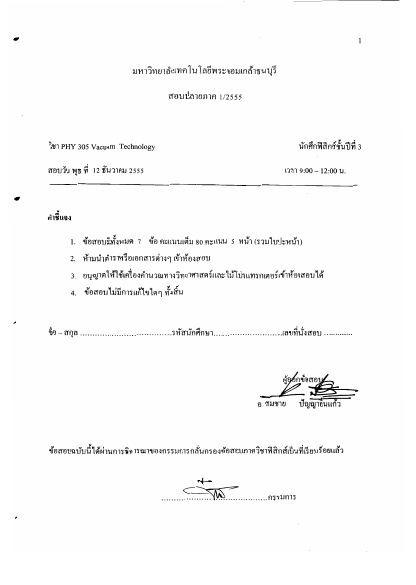 1
มหาวิทยาลัยเทคโนโลยีพระจอมเกล้าธนบุรี
สอบปลายภาค 1/2555
วิชา PHY 305 Vacuum Technology นักศึกฟิสิกร์ชั้นปีที่ 3
สอบวัน พุธ ที่ 12 ธันวาคม 2555 เวลา 9:00 – 12:00 น.
คำชี้แจง
1. ข้อสอบมีทั้งหมด 7 ข้อ คะแนนเต็ม 80 คะแนน 5 หน้า (รวมใบปะหน้า)
2. ห้ามนำตำราหรือเอกสารต่างๆ เข้าห้องสอบ
3. อนุญาตให้ใช้เครื่องคำนวณทางวิทยาศาสตร์และไม้โปรแทรกเตอร์เข้าห้องสอบได้
4. ข้อสอบไม่มีการแก้ไขใดๆ ทั้งสิ้น
ชื่อ – สกุล ....................................รหัสนักศึกษา...........................เลขที่นั่งสอบ ............
ผู้ออกข้อสอบ
อ. สมชาย ปัญญาอิ่นแก้ว
ข้อสอบฉบับนี้ได้ผ่านการพิจารณาของกรรมการกลั่นกรองข้อสอบภาควิชาฟิสิกส์เป็นที่เรียบร้อยแล้ว
........................................กรรมการ